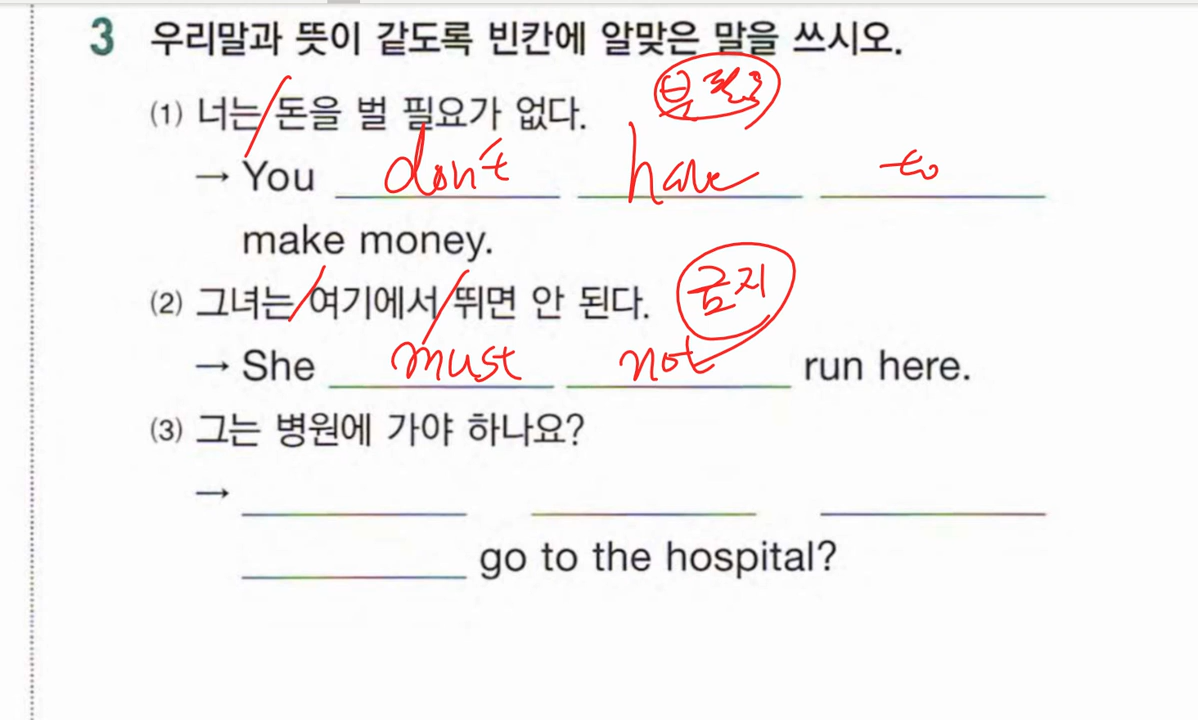 3 우리말과 뜻이 같도록 빈칸에 알맞은 말을 쓰시오.
(1) 너는 돈을 벌 필요가 없다.
→ You don't have to
make money.
(2) 그녀는 여기에서 뛰면 안 된다. 금지
→ She must not run here.
(3) 그는 병원에 가야 하나요?
→
go to the hospital?